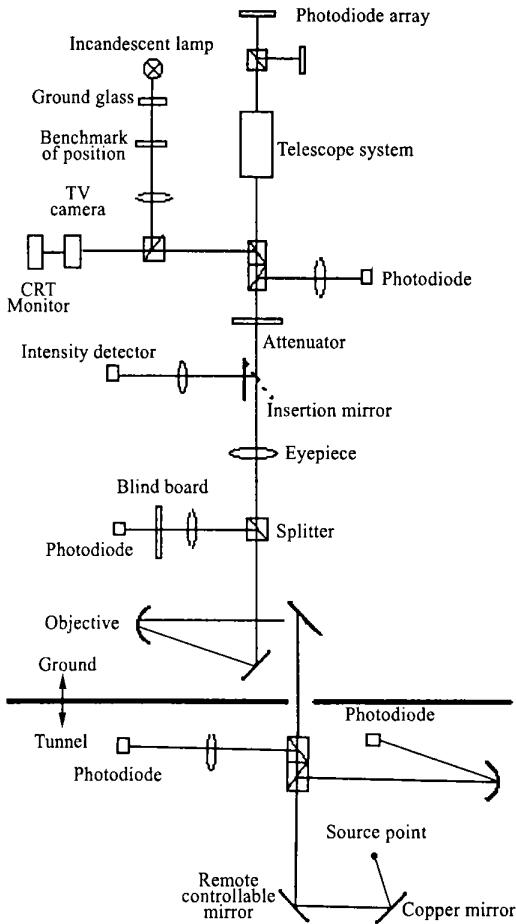 Photodiode array
Incandescent lamp
Ground glass
Benchmark
of position
Telescope system
TV
camera
CRT
Monitor
Photodiode
Attenuator
Intensity detector
Insertion mirror
Eyepiece
Blind board
Photodiode
Splitter
Objective
Ground
Tunnel
Photodiode
Photodiode
Source point
Remote
controllable
mirror
Copper mirror